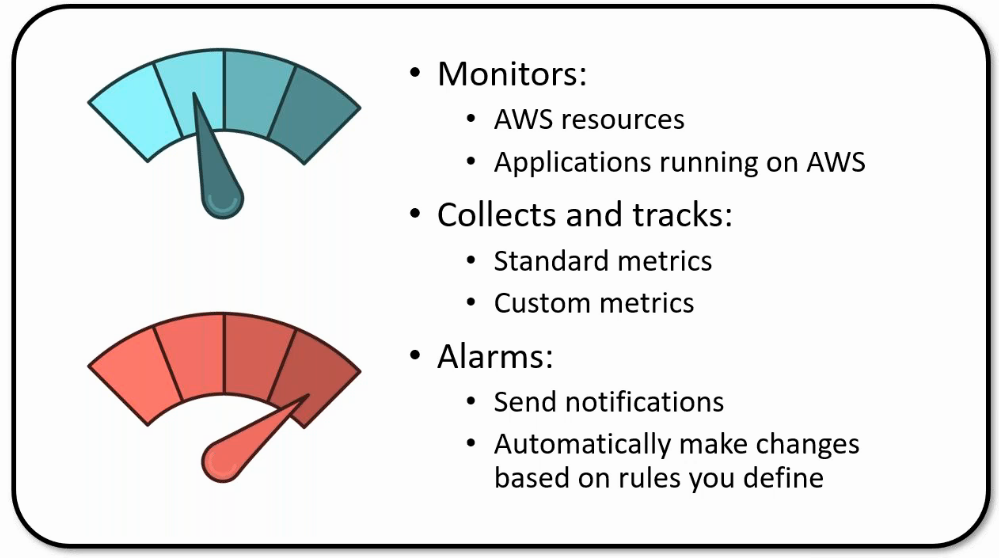 • Monitors:
• AWS resources
• Applications running on AWS
• Collects and tracks:
• Standard metrics
• Custom metrics
• Alarms:
• Send notifications
• Automatically make changes
based on rules you define